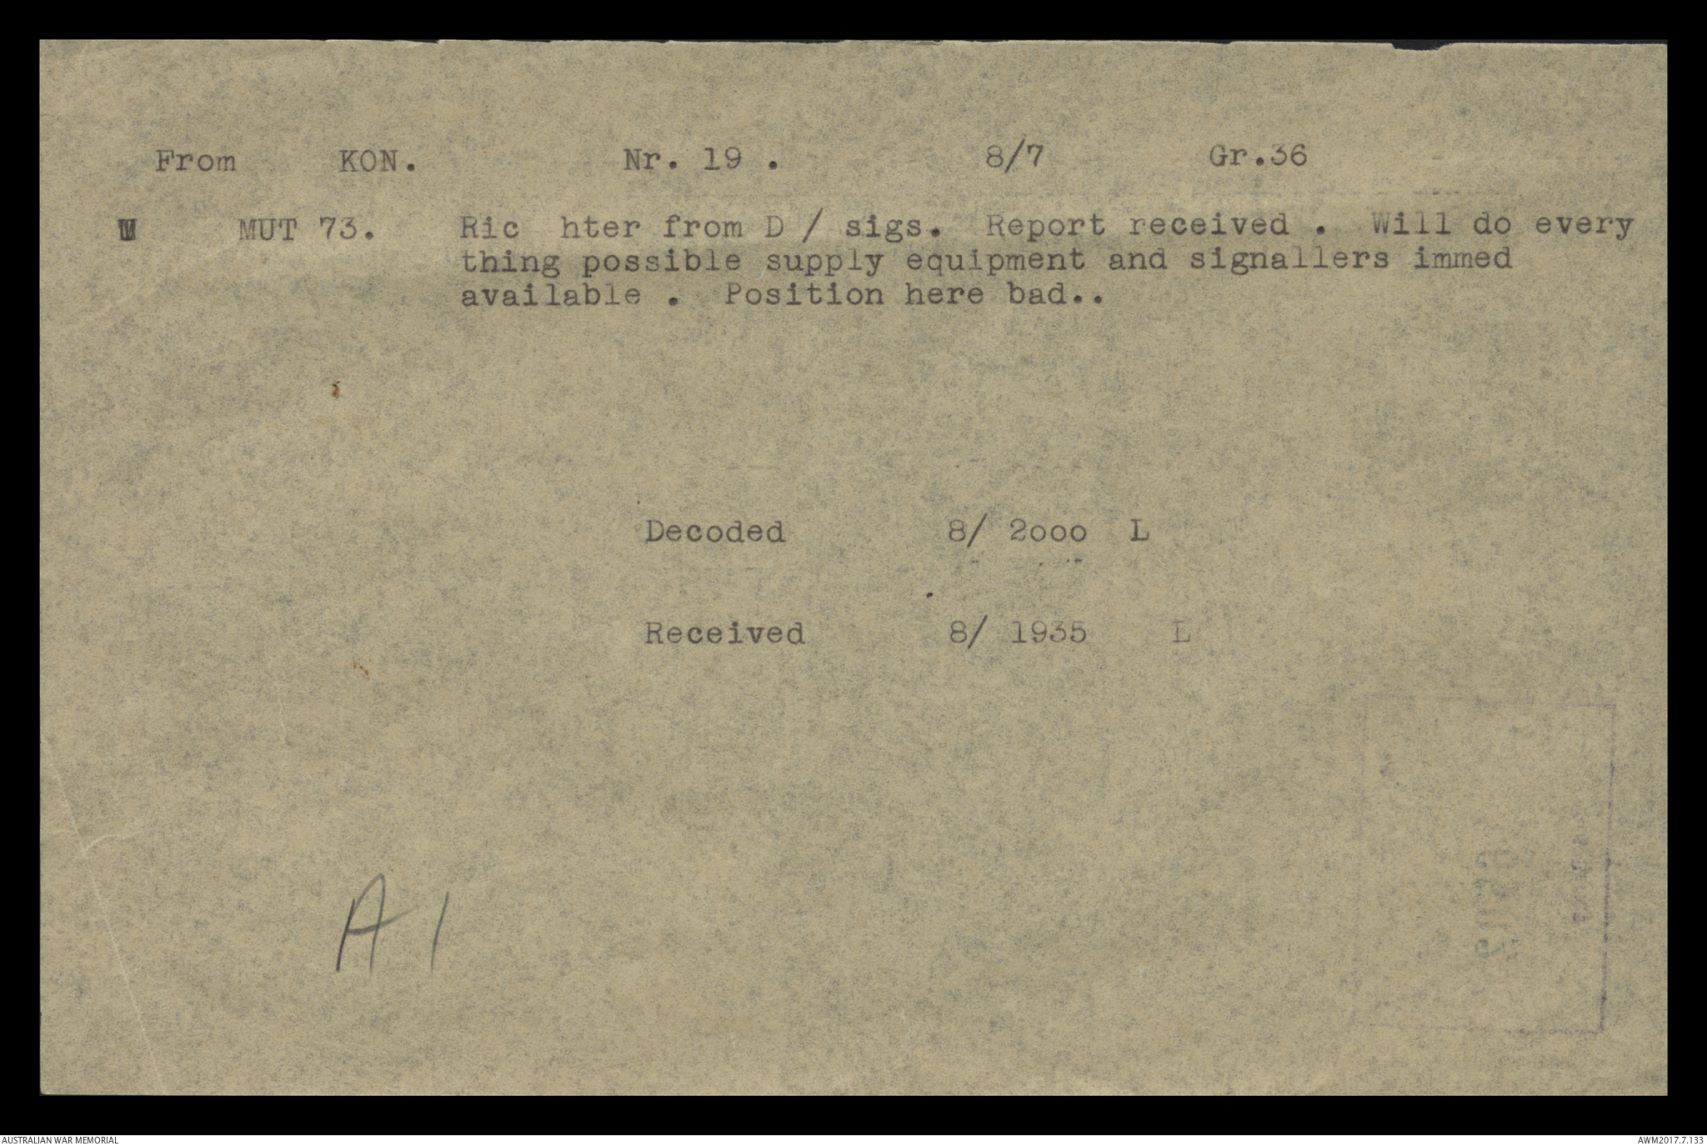 From KON. Nr. 19 . 8/7 Gr.36
MUT 73. Ric hter from D / sigs. Report received . Will do every
thing possible supply equipment and signallers immed
available . Position here bad..
Decoded 8/ 2ooo L
Received 8/ 1935 L
A 1
AUSTRALIAN WAR MEMORIAL
AWM2017.7.133